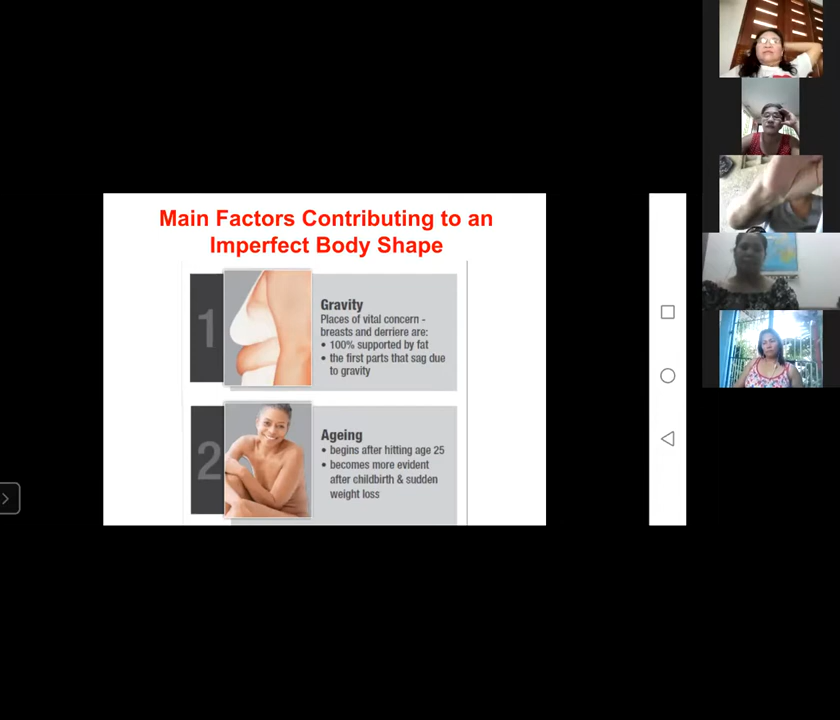 Main Factors Contributing to an
Imperfect Body Shape
1
Gravity
Places of vital concern -
breasts and derriere are:
• 100% supported by fat
• the first parts that sag due
to gravity
2
Ageing
• begins after hitting age 25
• becomes more evident
after childbirth & sudden
weight loss